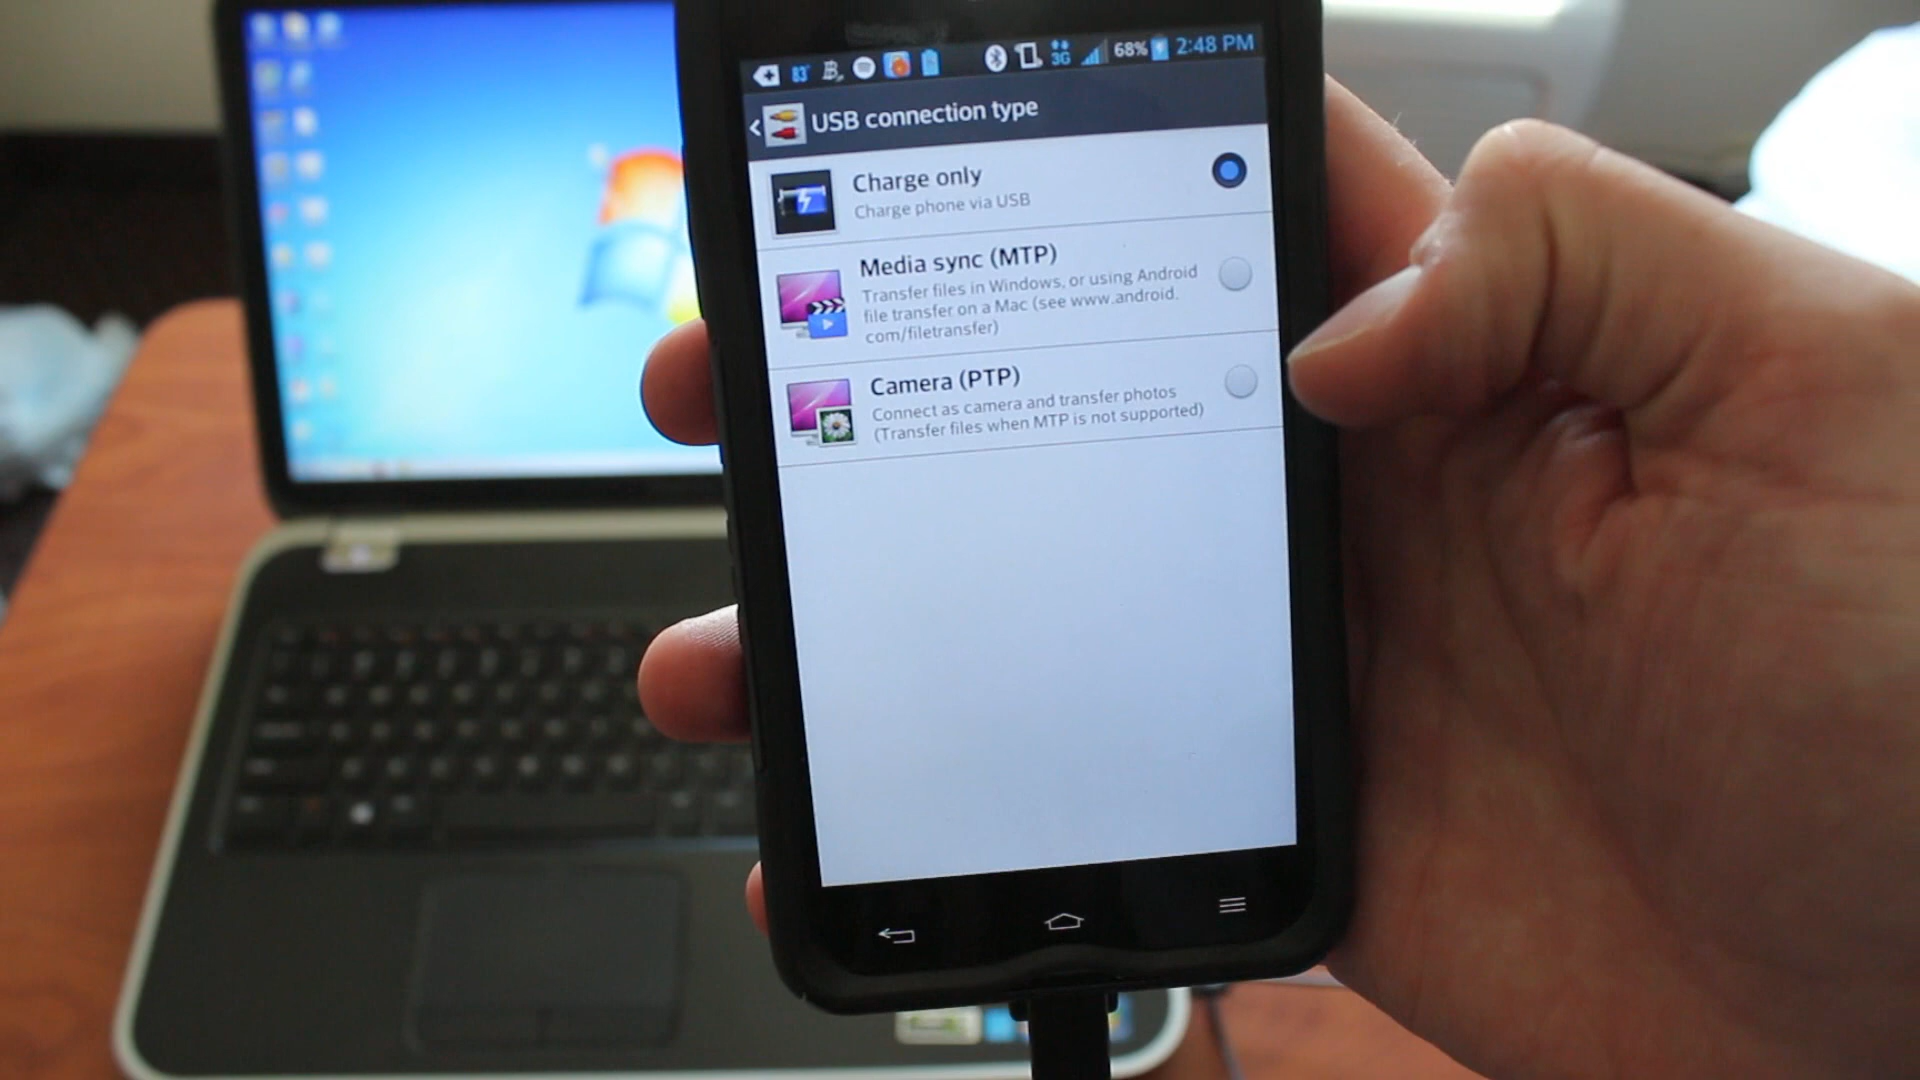 83°
3G
68%
2:48 PM
USB connection type
Charge only
Charge phone via USB
Media sync (MTP)
Transfer files in Windows, or using Android
file transfer on a Mac (see www.android.
com/filetransfer)
Camera (PTP)
Connect as camera and transfer photos
(Transfer files when MTP is not supported)